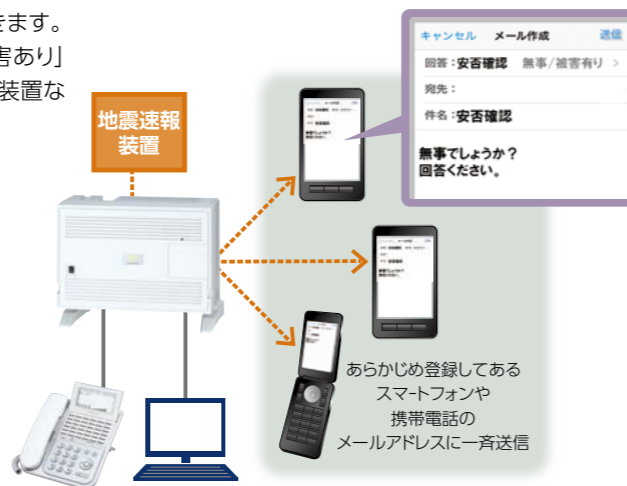 きます。
害あり」
装置な
地震速報
装置
キャンセル メール作成 送信
回答：安否確認 無事/被害有り >
宛先：
件名：安否確認
無事でしょうか？
回答ください。
あらかじめ登録してある
スマートフォンや
携帯電話の
メールアドレスに一斉送信